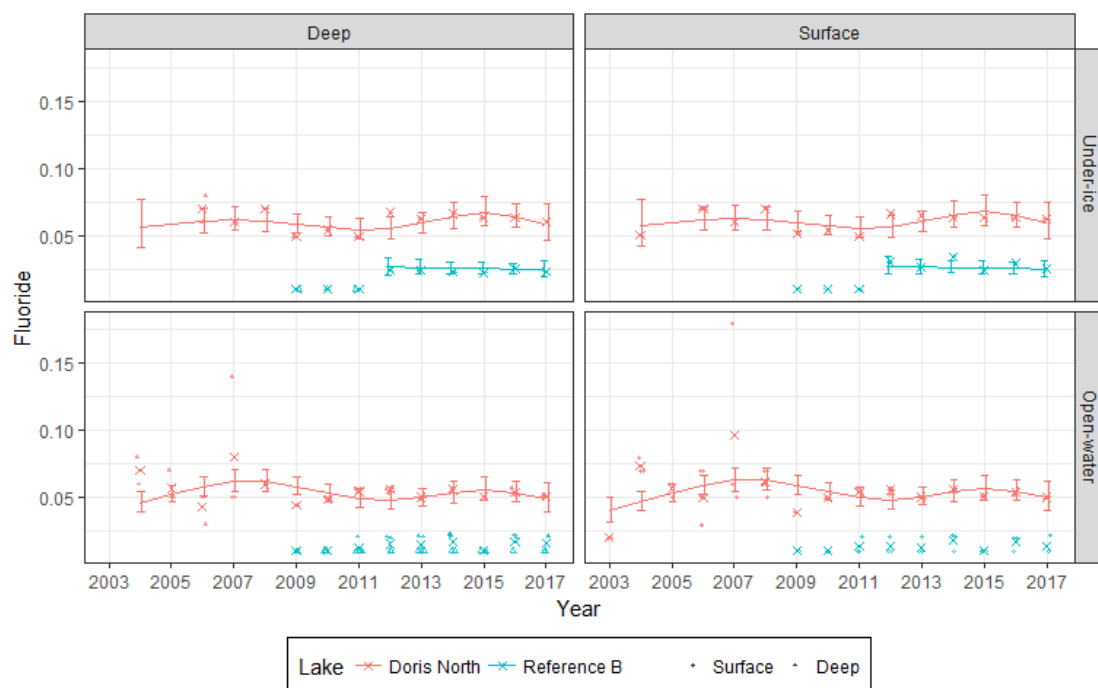 Deep Surface
0.15
0.10
0.05
Under-ice
Fluoride
0.15
0.10
0.05
Open-water
2003 2005 2007 2009 2011 2013 2015 2017 2003 2005 2007 2009 2011 2013 2015 2017
Year
Lake Doris North Reference B Surface Deep